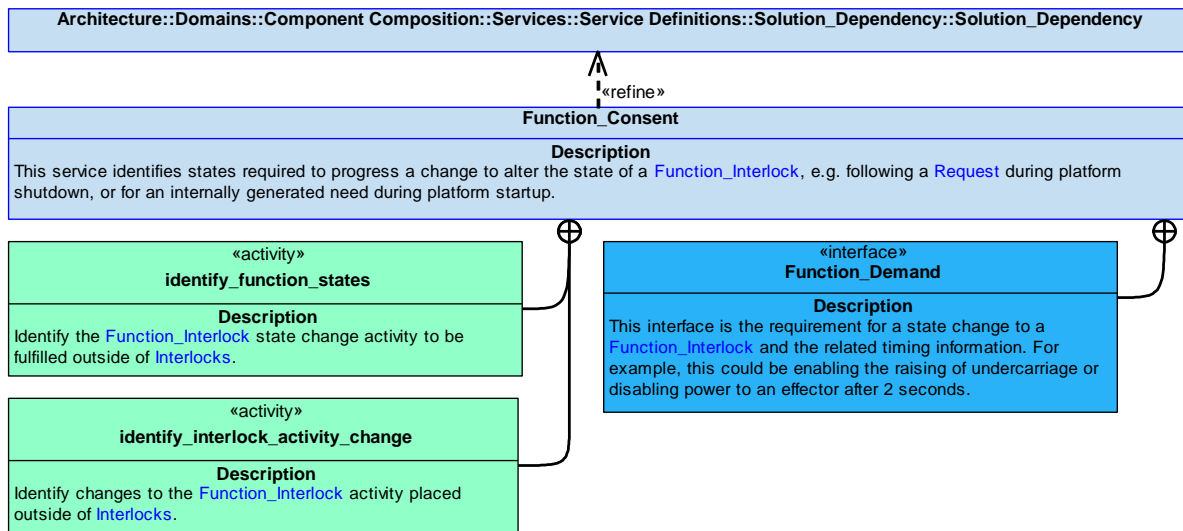 Architecture::Domains::Component Composition::Services::Service Definitions::Solution_Dependency::Solution_Dependency
«refine»
Function_Consent
Description
This service identifies states required to progress a change to alter the state of a Function_Interlock, e.g. following a Request during platform
shutdown, or for an internally generated need during platform startup.
«activity»
identify_function_states
Description
Identify the Function_Interlock state change activity to be
fulfilled outside of Interlocks.
«interface»
Function_Demand
Description
This interface is the requirement for a state change to a
Function_Interlock and the related timing information. For
example, this could be enabling the raising of undercarriage or
disabling power to an effector after 2 seconds.
«activity»
identify_interlock_activity_change
Description
Identify changes to the Function_Interlock activity placed
outside of Interlocks.